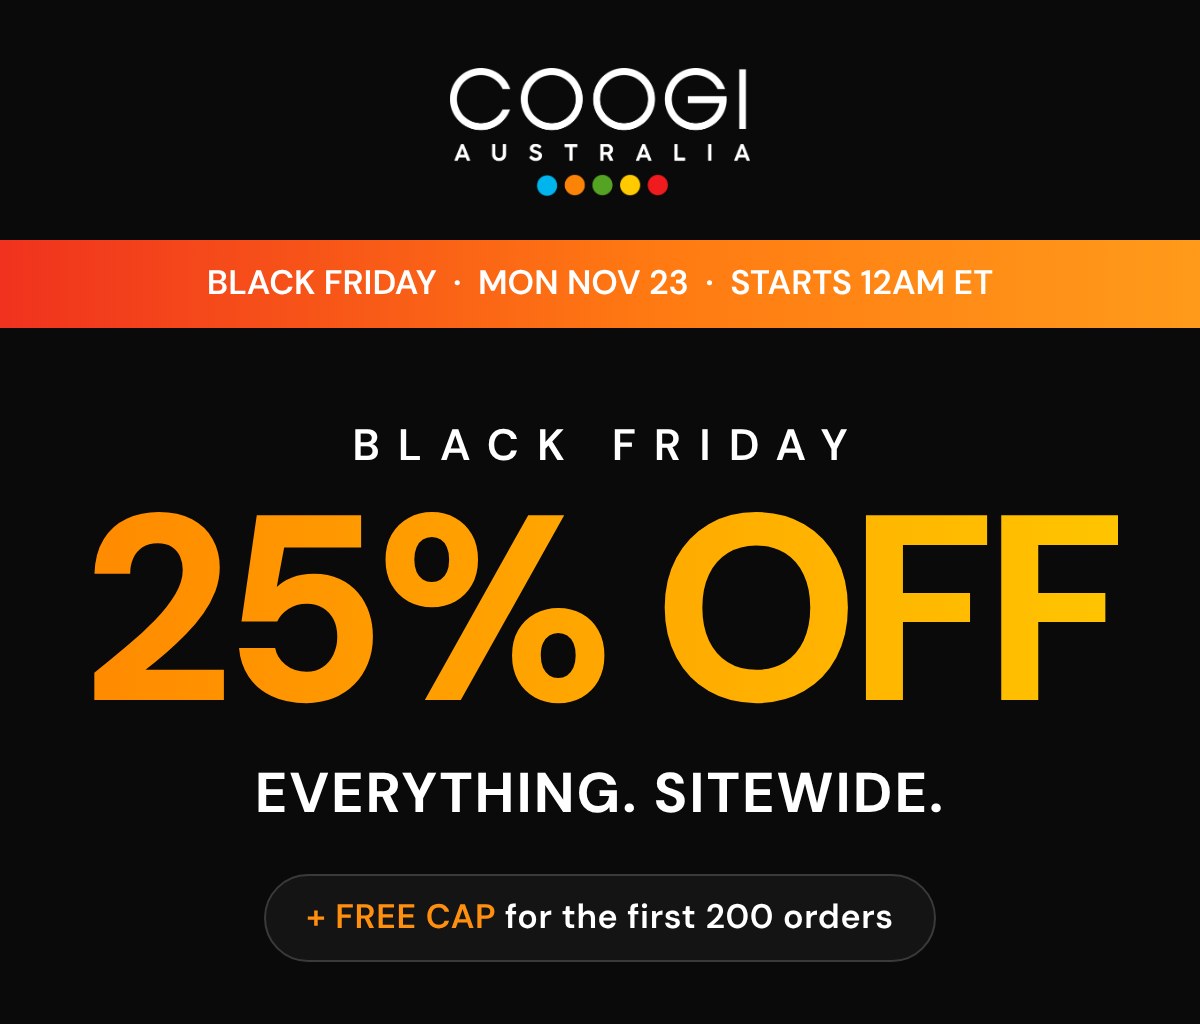 COOGI
AUSTRALIA
BLACK FRIDAY · MON NOV 23 · STARTS 12AM ET
BLACK FRIDAY
25% OFF
EVERYTHING. SITEWIDE.
+ FREE CAP for the first 200 orders